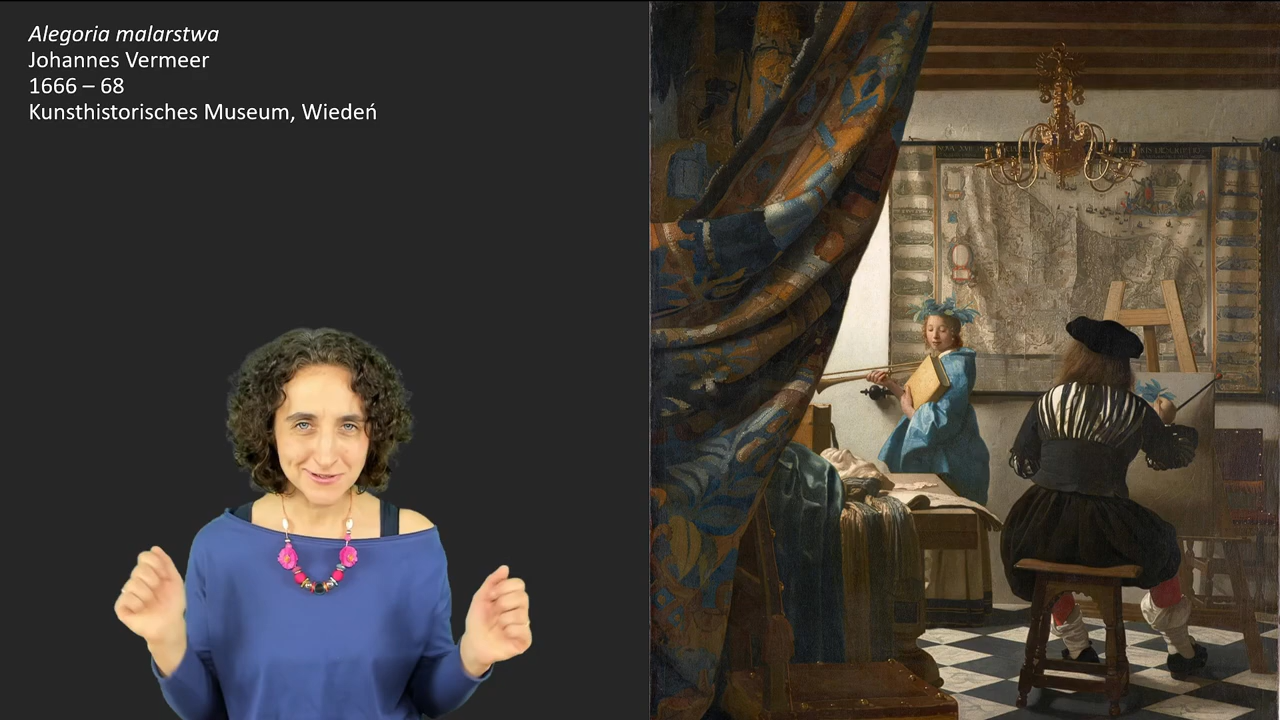 Alegoria malarstwa
Johannes Vermeer
1666 – 68
Kunsthistorisches Museum, Wiedeń